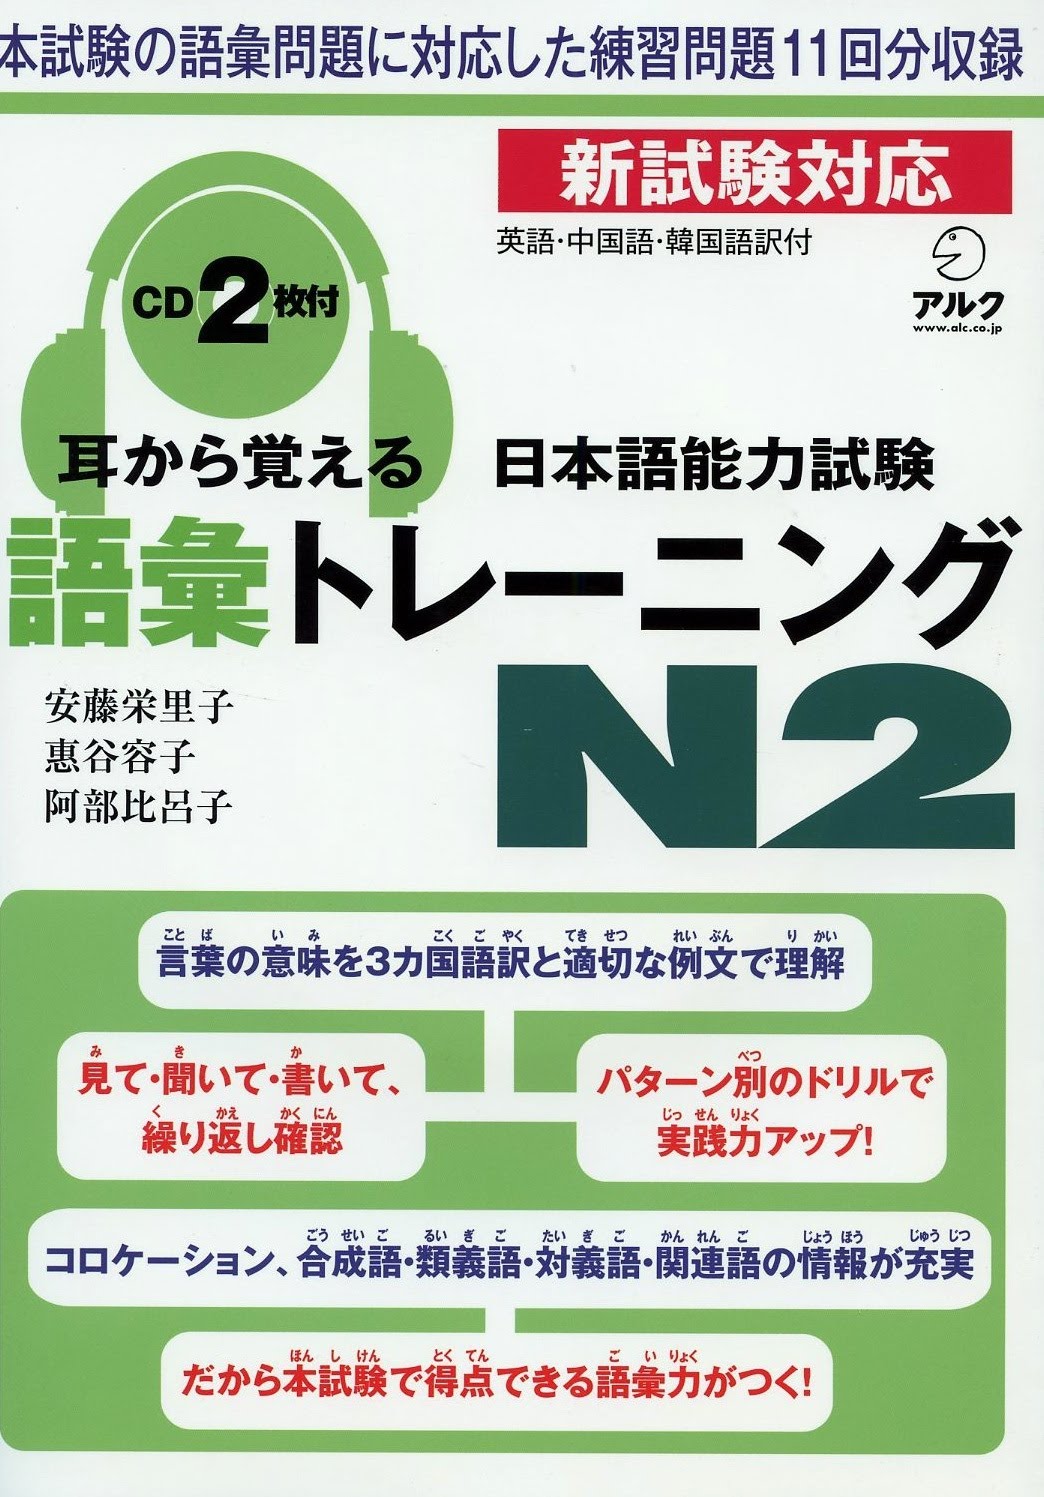 本試験の語彙問題に対応した練習問題11回分収録
新試験対応
英語・中国語・韓国語訳付
アルク
www.alc.co.jp
CD2枚付
耳から覚える 日本語能力試験
語彙トレーニング
N2
安藤栄里子
惠谷容子
阿部比呂子
ことば いみ こくごやく てきせつ れいぶん りかい
言葉の意味を3カ国語訳と適切な例文で理解
み き か
見て・聞いて・書いて、
く かえ かくにん
繰り返し確認
べつ
パターン別のドリルで
じっせんりょく
実践力アップ!
ごうせいご るいぎご たいぎご かんれんご じょうほう じゅうじつ
コロケーション、合成語・類義語・対義語・関連語の情報が充実
ほんしけん とくてん ごいりょく
だから本試験で得点できる語彙力がつく!